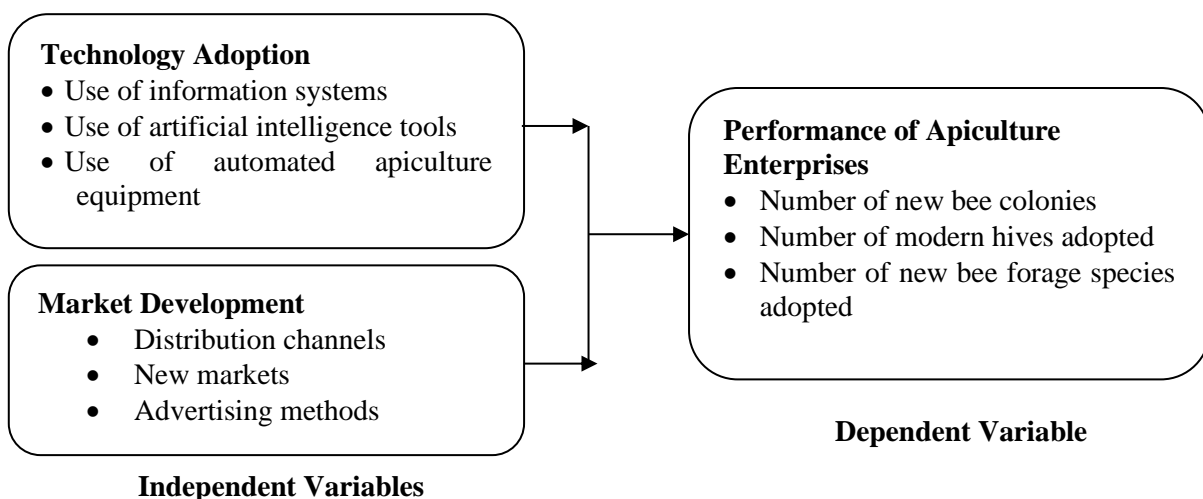 Technology Adoption
• Use of information systems
• Use of artificial intelligence tools
• Use of automated apiculture
equipment
Market Development
• Distribution channels
• New markets
• Advertising methods
Independent Variables
Performance of Apiculture
Enterprises
• Number of new bee colonies
• Number of modern hives adopted
• Number of new bee forage species
adopted
Dependent Variable